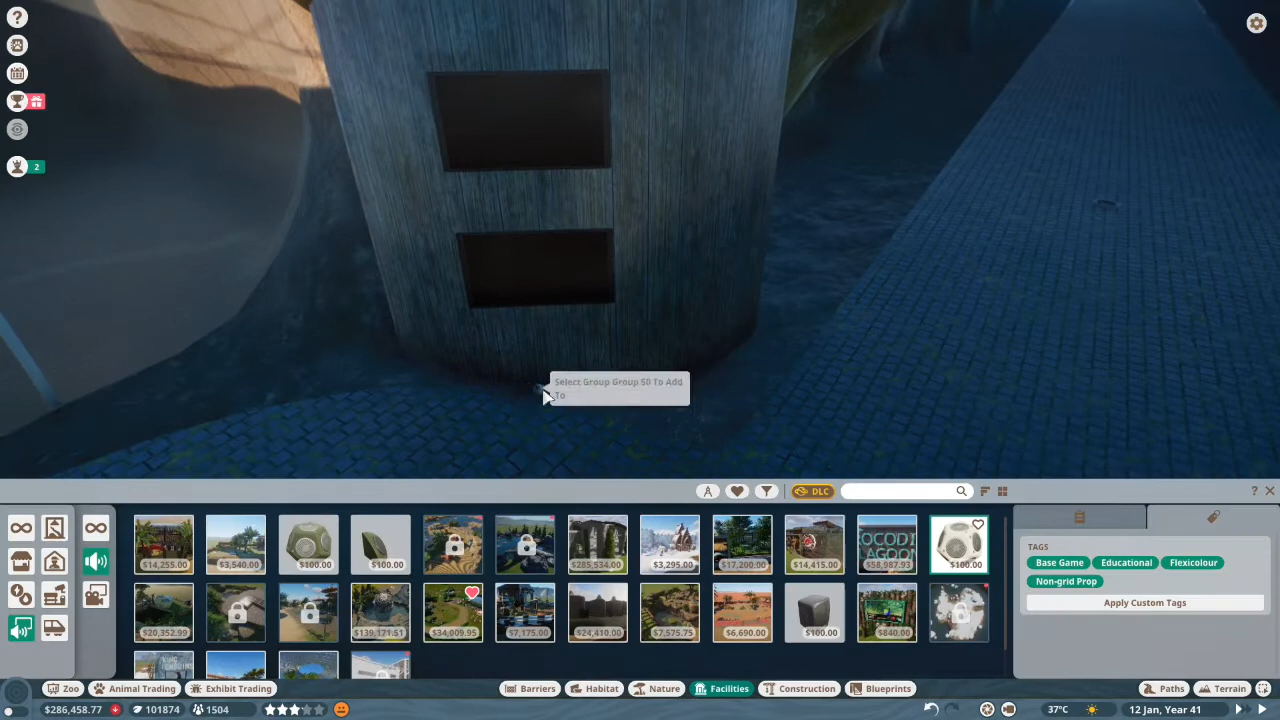 ?
2
Select Group Group 50 To Add
To
DLC
?
$14,255.00
$3,540.00
$100.00
$100.00
$285,534.00
$3,295.00
$17,200.00
$14,415.00
$58,987.93
$100.00
$20,352.99
$139,171.51
$34,009.95
$7,175.00
$24,410.00
$7,575.75
$6,690.00
$100.00
$840.00
TAGS
Base Game
Educational
Flexicolour
Non-grid Prop
Apply Custom Tags
Zoo
Animal Trading
Exhibit Trading
Barriers
Habitat
Nature
Facilities
Construction
Blueprints
Paths
Terrain
$286,458.77
101874
1504
37°C
12 Jan, Year 41